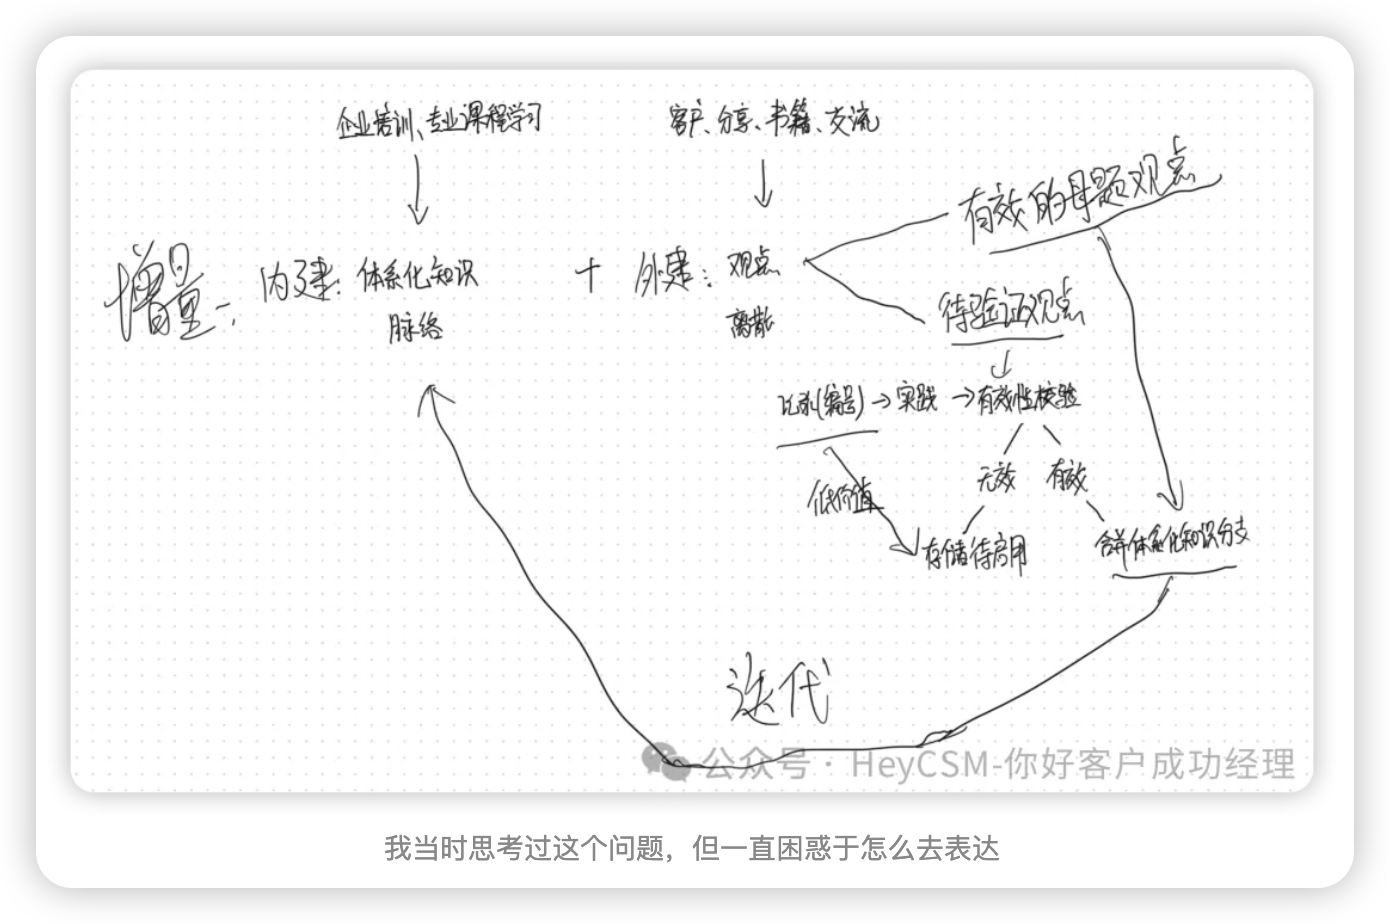 企业培训、专业课程学习
客户、分享、书籍、交流
有效的母题观点
增量：
内建：体系化知识
脉络
+
外建：观点
离散
待验证观点
记录(编号)→实践→有效性校验
无效
有效
低价值
存储待启用
合并体系化知识分支
迭代
公众号 · HeyCSM-你好客户成功经理
我当时思考过这个问题，但一直困惑于怎么去表达